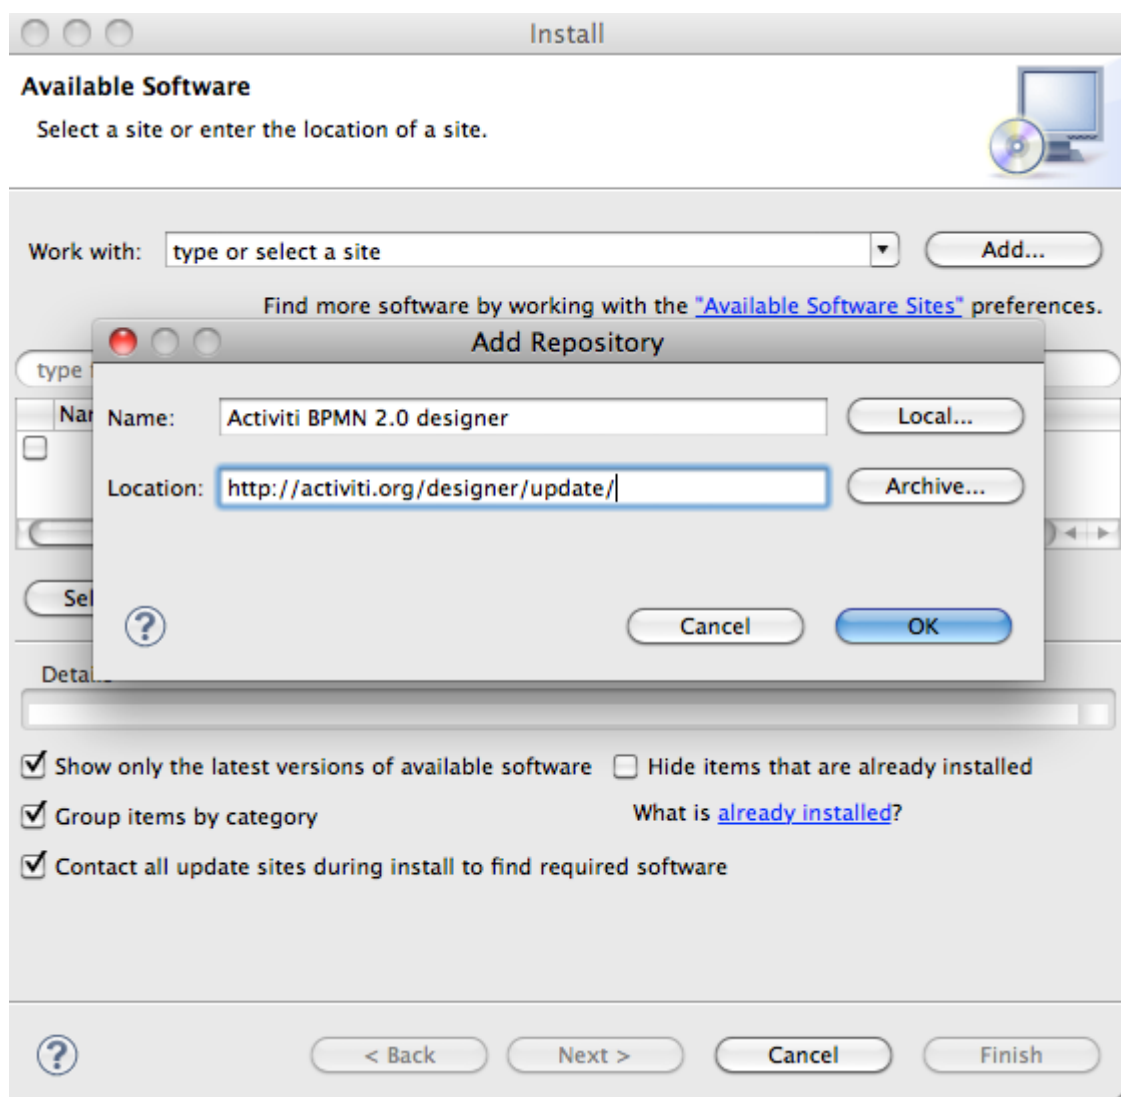 Install
Available Software
Select a site or enter the location of a site.
Work with: type or select a site Add...
Find more software by working with the "Available Software Sites" preferences.
Add Repository
type
Name: Activiti BPMN 2.0 designer Local...
Location: http://activiti.org/designer/update/ Archive...
? Cancel OK
Show only the latest versions of available software Hide items that are already installed
Group items by category What is already installed?
Contact all update sites during install to find required software
? < Back Next > Cancel Finish